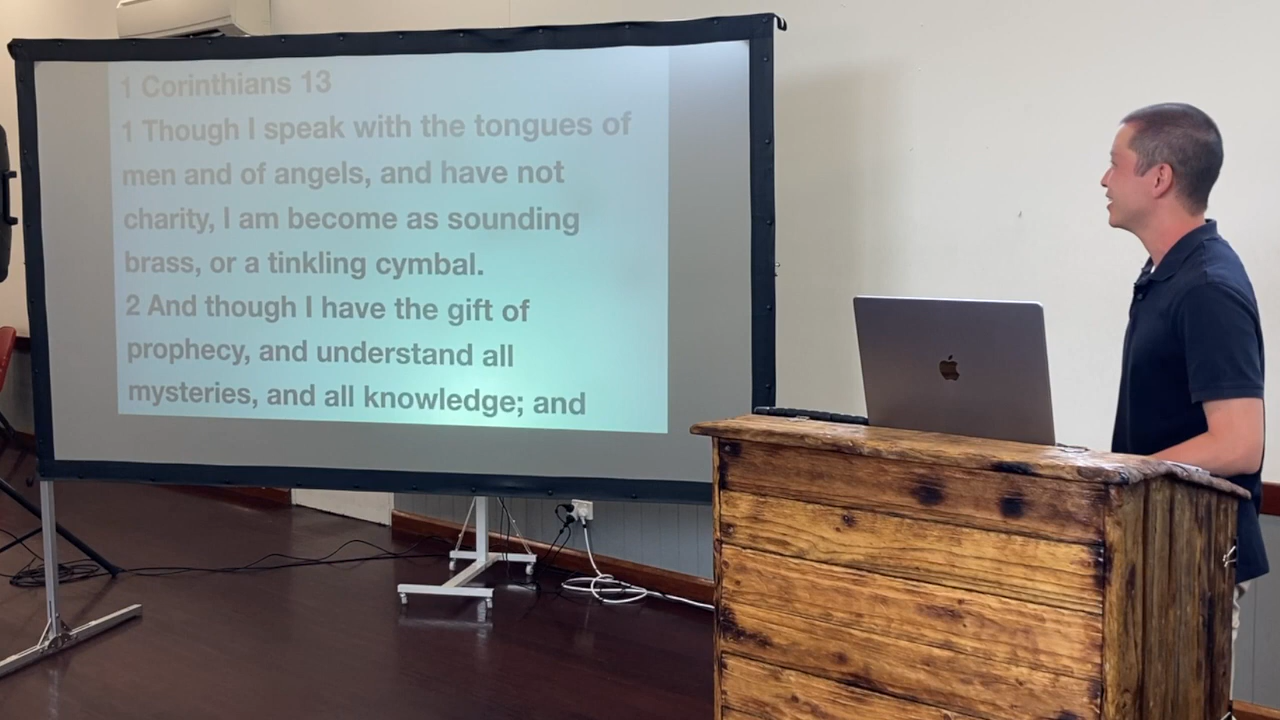 1 Corinthians 13
1 Though I speak with the tongues of
men and of angels, and have not
charity, I am become as sounding
brass, or a tinkling cymbal.
2 And though I have the gift of
prophecy, and understand all
mysteries, and all knowledge; and